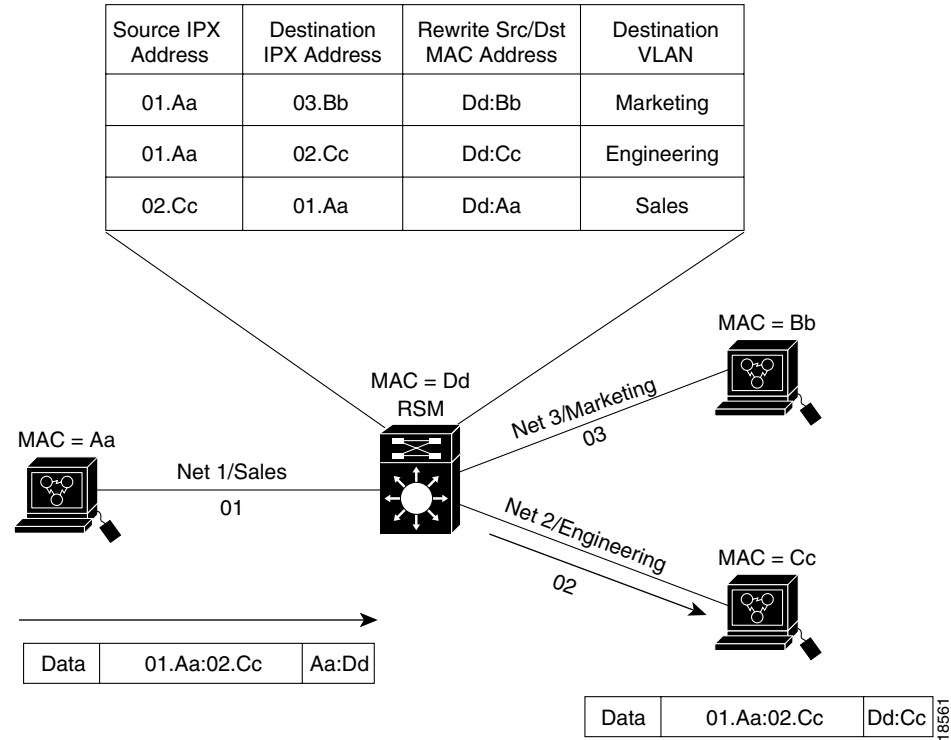 Source IPX Address
Destination IPX Address
Rewrite Src/Dst MAC Address
Destination VLAN
01.Aa
03.Bb
Dd:Bb
Marketing
01.Aa
02.Cc
Dd:Cc
Engineering
02.Cc
01.Aa
Dd:Aa
Sales
MAC = Bb
MAC = Dd
RSM
Net 3/Marketing
03
MAC = Aa
Net 1/Sales
01
Net 2/Engineering
02
MAC = Cc
Data
01.Aa:02.Cc
Aa:Dd
Data
01.Aa:02.Cc
Dd:Cc
18561